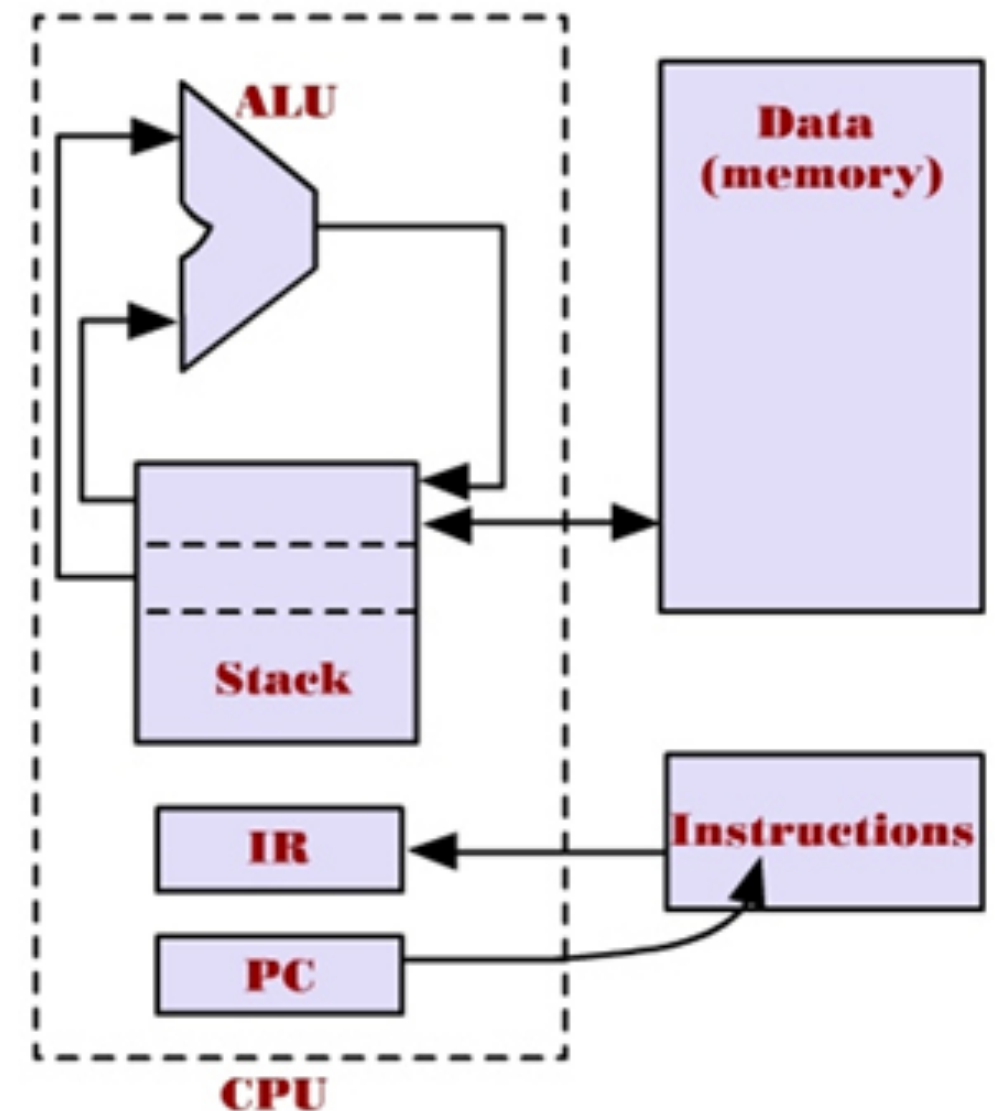 ALU
Data
(memory)
Stack
IR
Instructions
PC
CPU